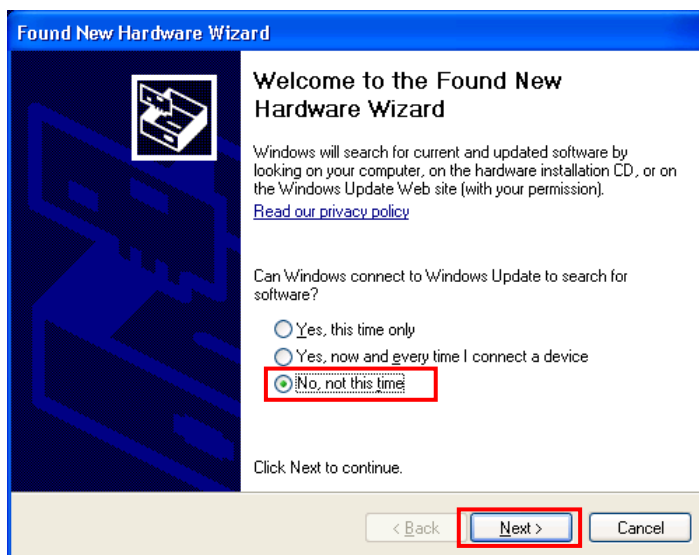 Found New Hardware Wizard
Welcome to the Found New
Hardware Wizard
Windows will search for current and updated software by
looking on your computer, on the hardware installation CD, or on
the Windows Update Web site (with your permission).
Read our privacy policy
Can Windows connect to Windows Update to search for
software?
Yes, this time only
Yes, now and every time I connect a device
No, not this time
Click Next to continue.
< Back Next > Cancel